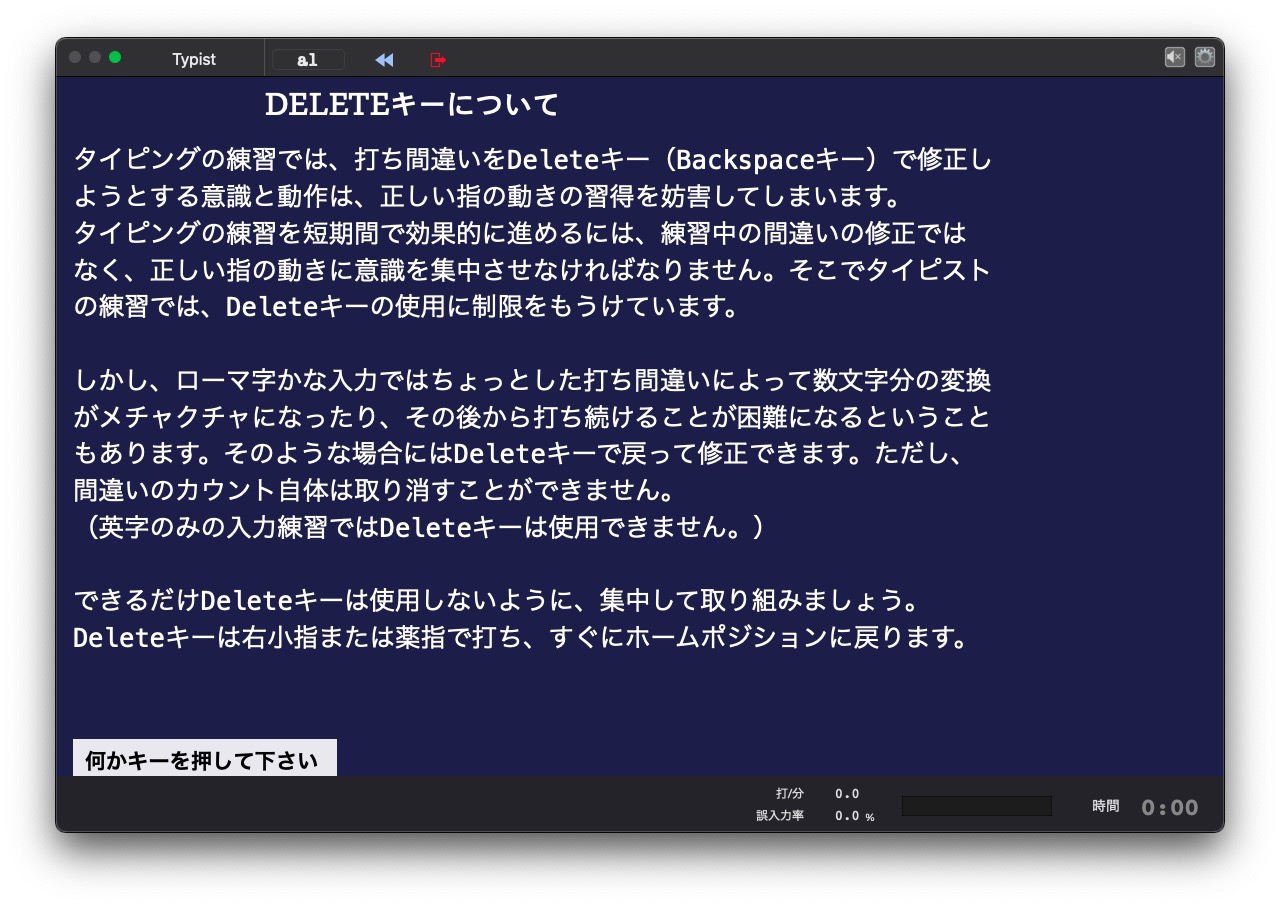 Typist
al
DELETEキーについて
タイピングの練習では、打ち間違いをDeleteキー（Backspaceキー）で修正し
ようとする意識と動作は、正しい指の動きの習得を妨害してしまいます。
タイピングの練習を短期間で効果的に進めるには、練習中の間違いの修正では
なく、正しい指の動きに意識を集中させなければなりません。そこでタイピスト
の練習では、Deleteキーの使用に制限をもうけています。
しかし、ローマ字かな入力ではちょっとした打ち間違いによって数文字分の変換
がメチャクチャになったり、その後から打ち続けることが困難になるということ
もあります。そのような場合にはDeleteキーで戻って修正できます。ただし、
間違いのカウント自体は取り消すことができません。
（英字のみの入力練習ではDeleteキーは使用できません。）
できるだけDeleteキーは使用しないように、集中して取り組みましょう。
Deleteキーは右小指または薬指で打ち、すぐにホームポジションに戻ります。
何かキーを押して下さい
打/分 0.0
誤入力率 0.0 %
時間 0:00